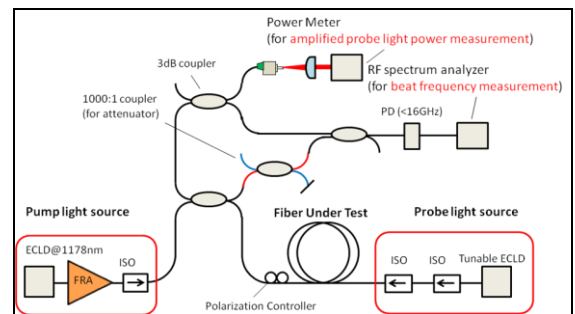 Power Meter
(for amplified probe light power measurement)
3dB coupler
RF spectrum analyzer
(for beat frequency measurement)
1000:1 coupler
(for attenuator)
PD (<16GHz)
Pump light source
Fiber Under Test
Probe light source
ECLD@1178nm
ISO
FRA
ISO
ISO
Tunable ECLD
Polarization Controller